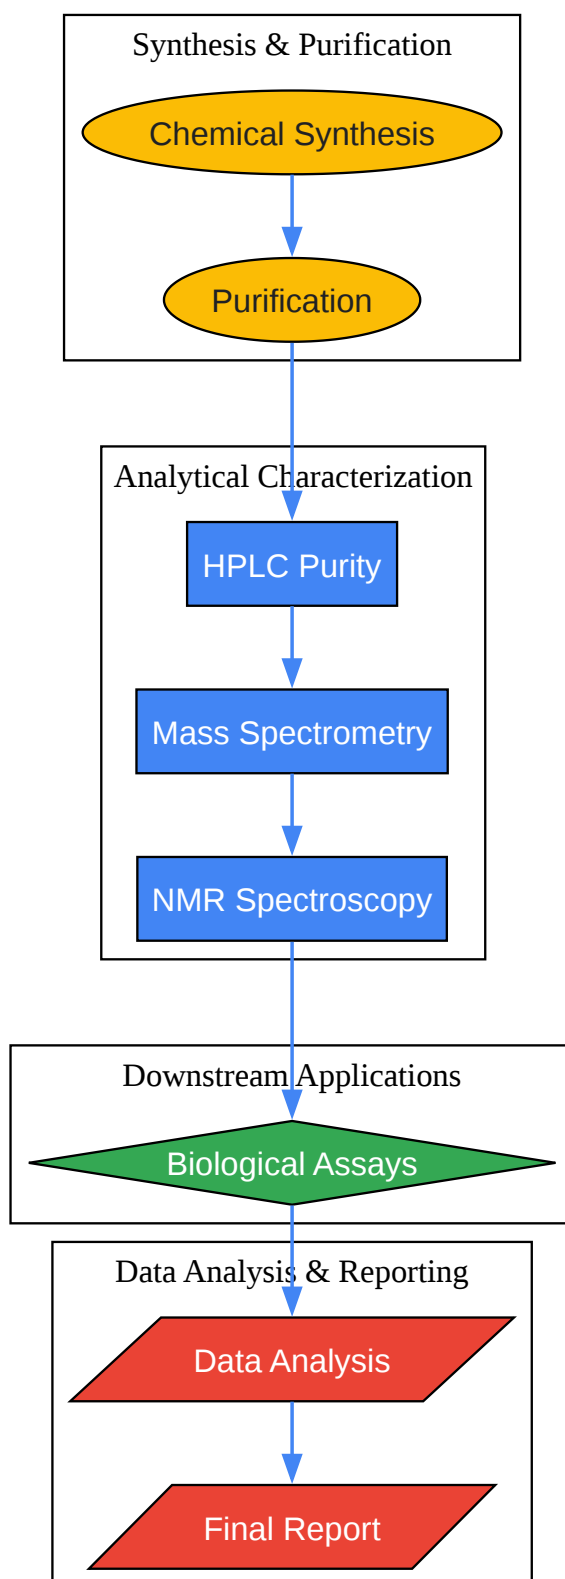 Synthesis & Purification
Chemical Synthesis
Purification
Analytical Characterization
HPLC Purity
Mass Spectrometry
NMR Spectroscopy
Downstream Applications
Biological Assays
Data Analysis & Reporting
Data Analysis
Final Report